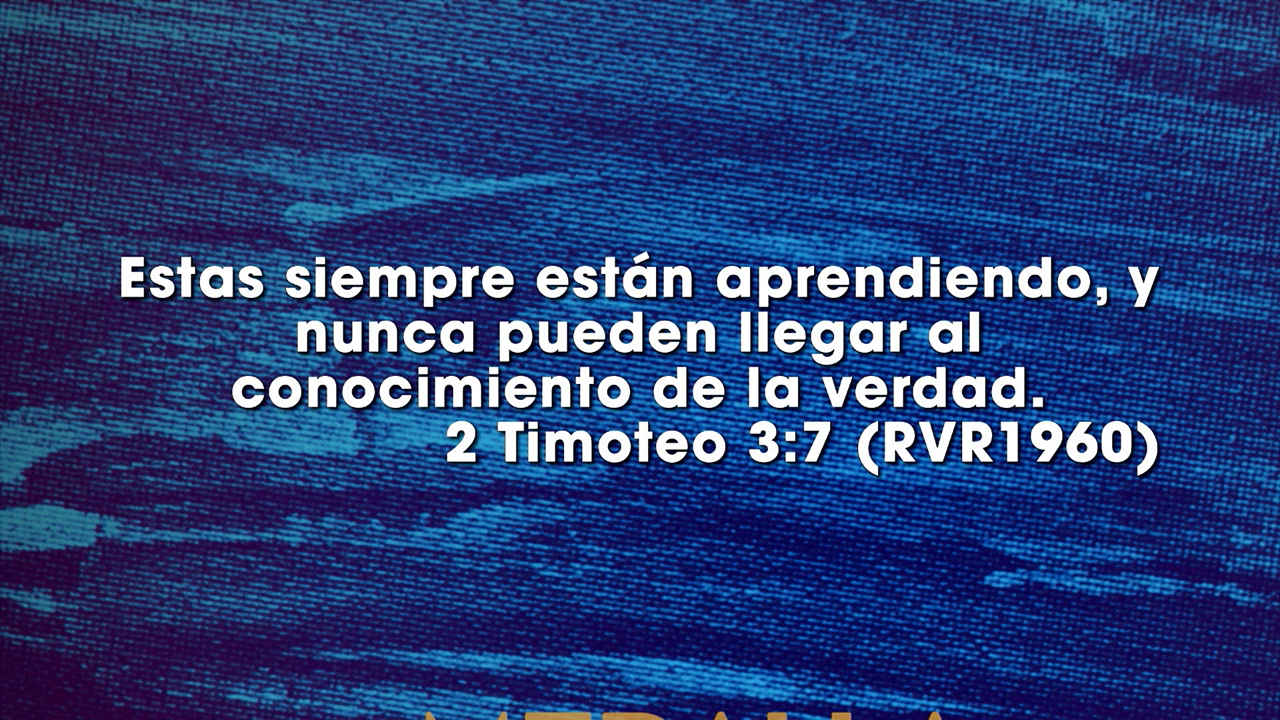 Estas siempre están aprendiendo, y
nunca pueden llegar al
conocimiento de la verdad.
2 Timoteo 3:7 (RVR1960)